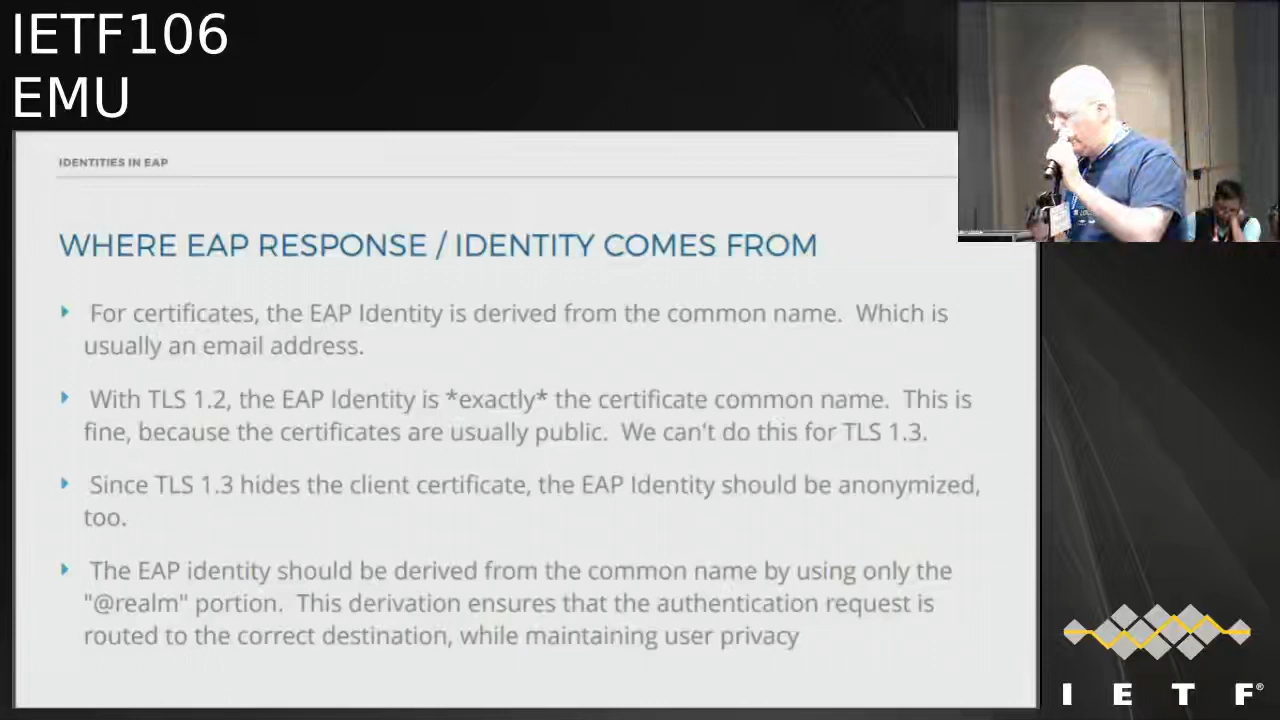 IETF106
EMU
IDENTITIES IN EAP
WHERE EAP RESPONSE / IDENTITY COMES FROM
For certificates, the EAP Identity is derived from the common name.  Which is
usually an email address.
With TLS 1.2, the EAP Identity is *exactly* the certificate common name.  This is
fine, because the certificates are usually public.  We can't do this for TLS 1.3.
Since TLS 1.3 hides the client certificate, the EAP Identity should be anonymized,
too.
The EAP identity should be derived from the common name by using only the
"@realm" portion.  This derivation ensures that the authentication request is
routed to the correct destination, while maintaining user privacy
I E T F®